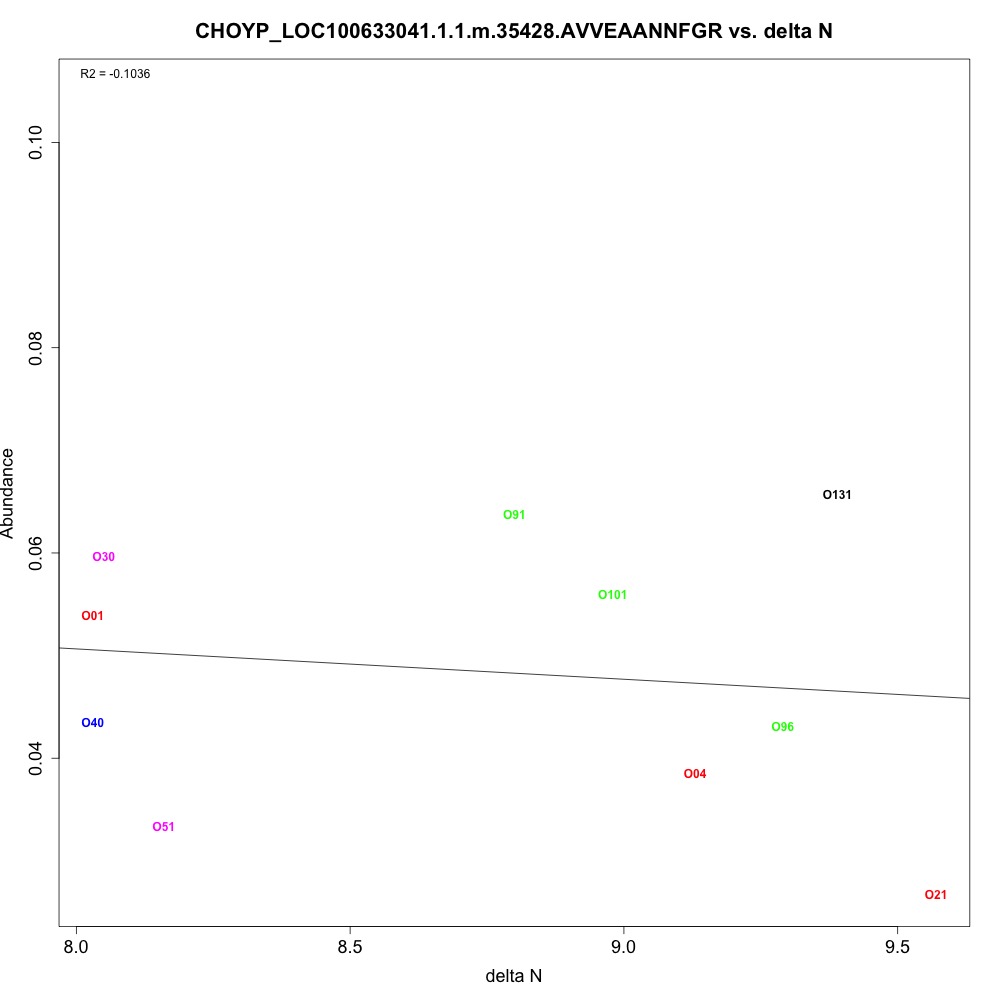 CHOYP_LOC100633041.1.1.m.35428.AVVEAANNFGR vs. delta N
R2 = -0.1036
0.10
0.08
Abundance
O131
O91
0.06
O30
O101
O01
O40
O96
0.04
O04
O51
O21
8.0 8.5 9.0 9.5
delta N